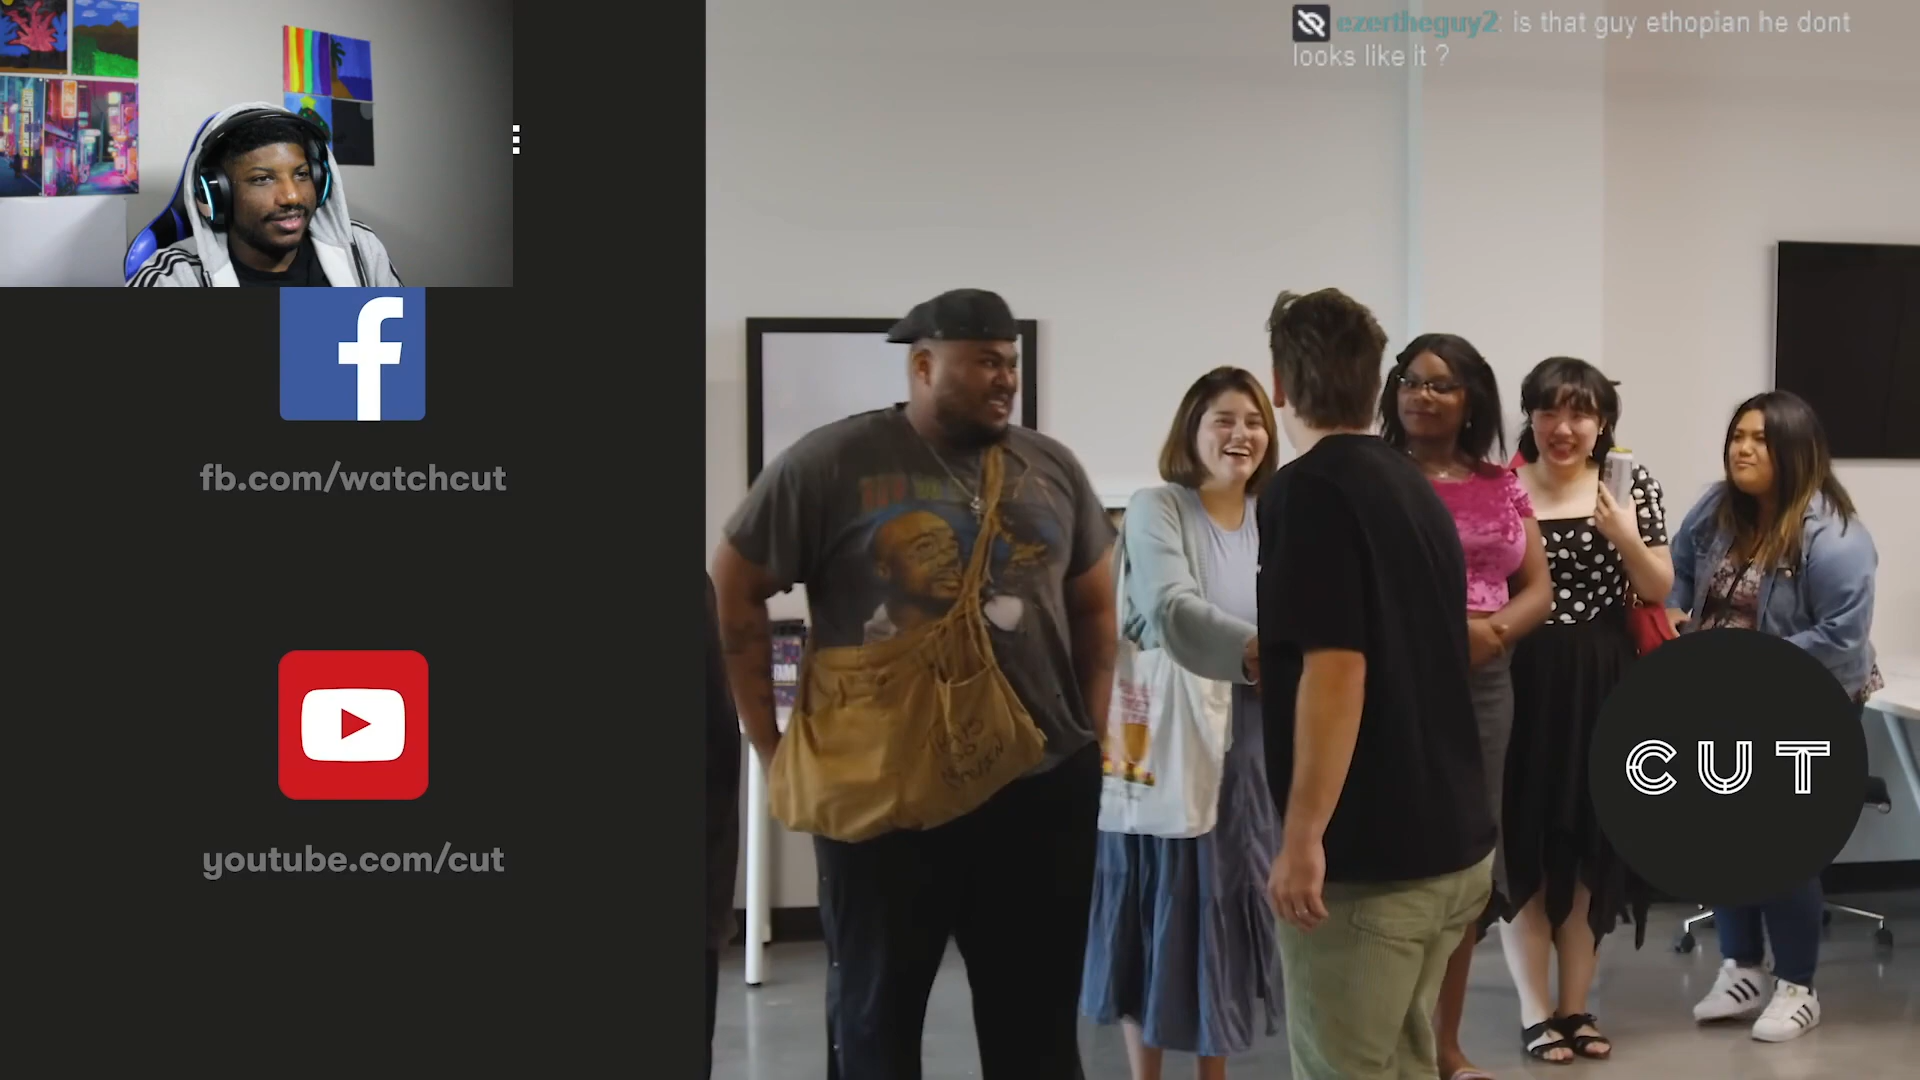 ezertheguy2: is that guy ethopian he dont
looks like it ?
fb.com/watchcut
youtube.com/cut
CUT